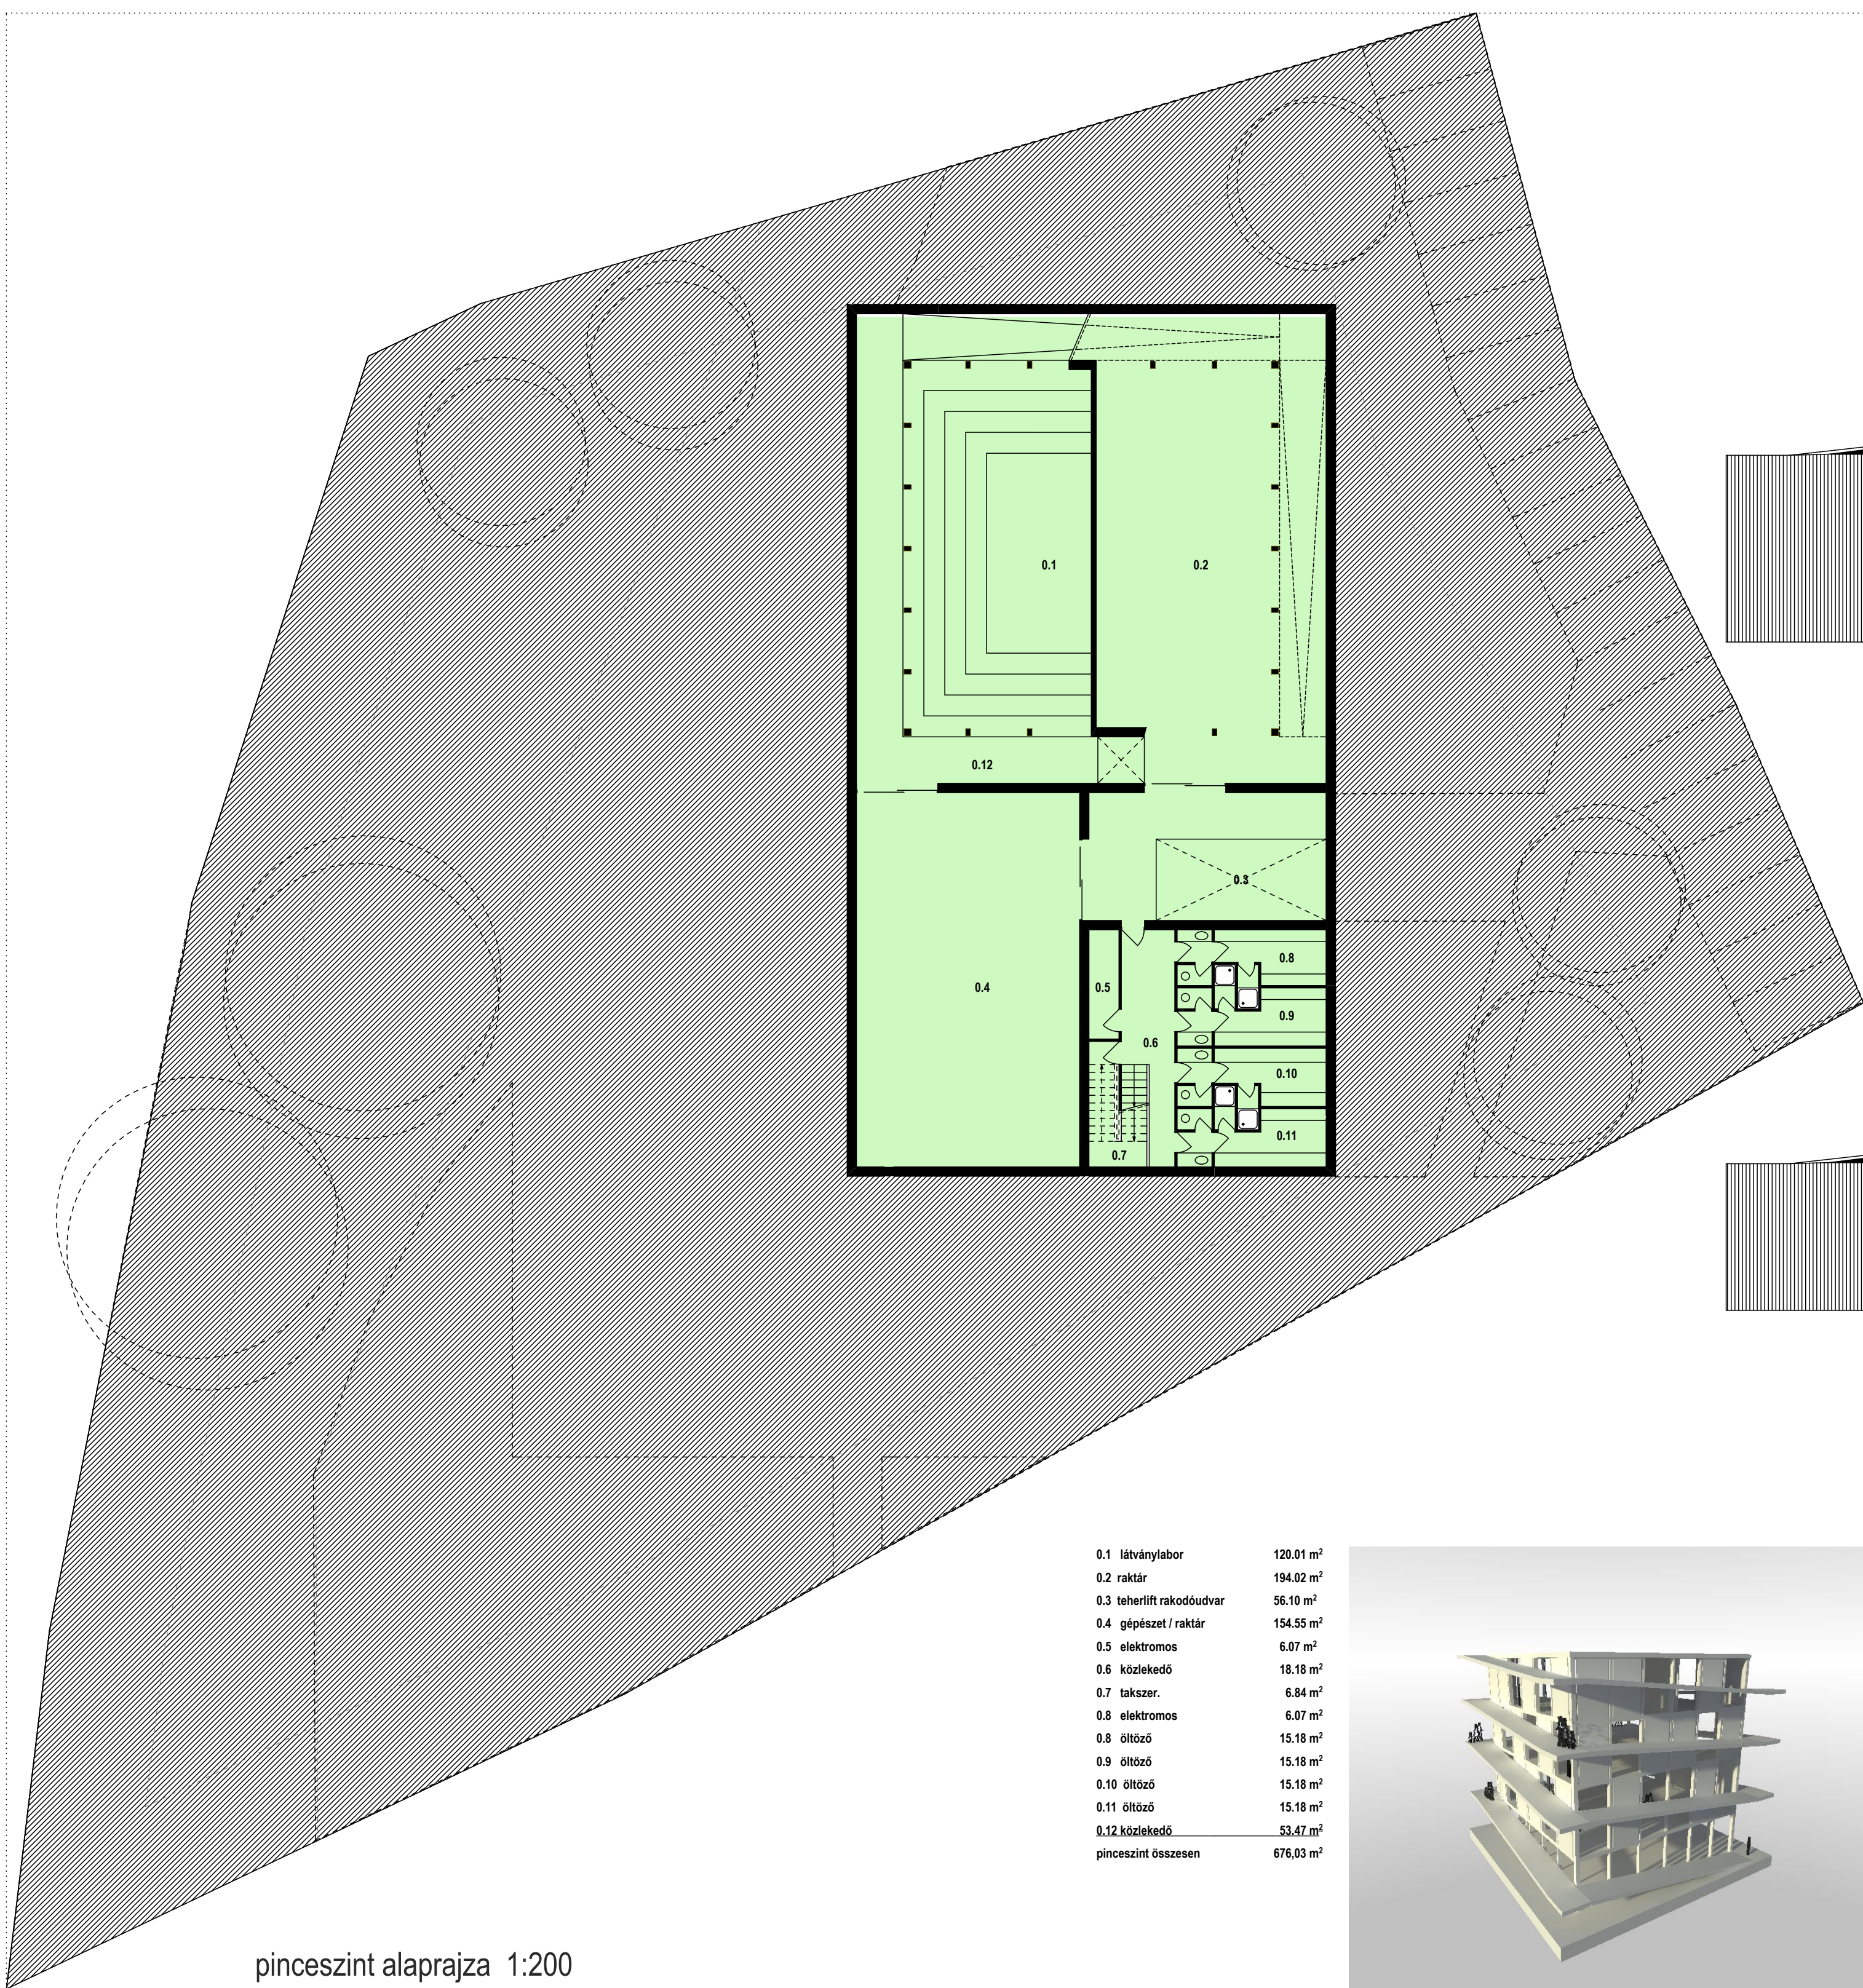 0.1
0.2
0.12
0.3
0.4
0.5
0.8
0.9
0.6
0.10
0.11
0.7
0.1 látványlabor 120.01 m²
0.2 raktár 194.02 m²
0.3 teherlift rakodóudvar 56.10 m²
0.4 gépészet / raktár 154.55 m²
0.5 elektromos 6.07 m²
0.6 közlekedő 18.18 m²
0.7 takszer. 6.84 m²
0.8 elektromos 6.07 m²
0.8 öltöző 15.18 m²
0.9 öltöző 15.18 m²
0.10 öltöző 15.18 m²
0.11 öltöző 15.18 m²
0.12 közlekedő 53.47 m²
pinceszint összesen 676,03 m²
pinceszint alaprajza 1:200